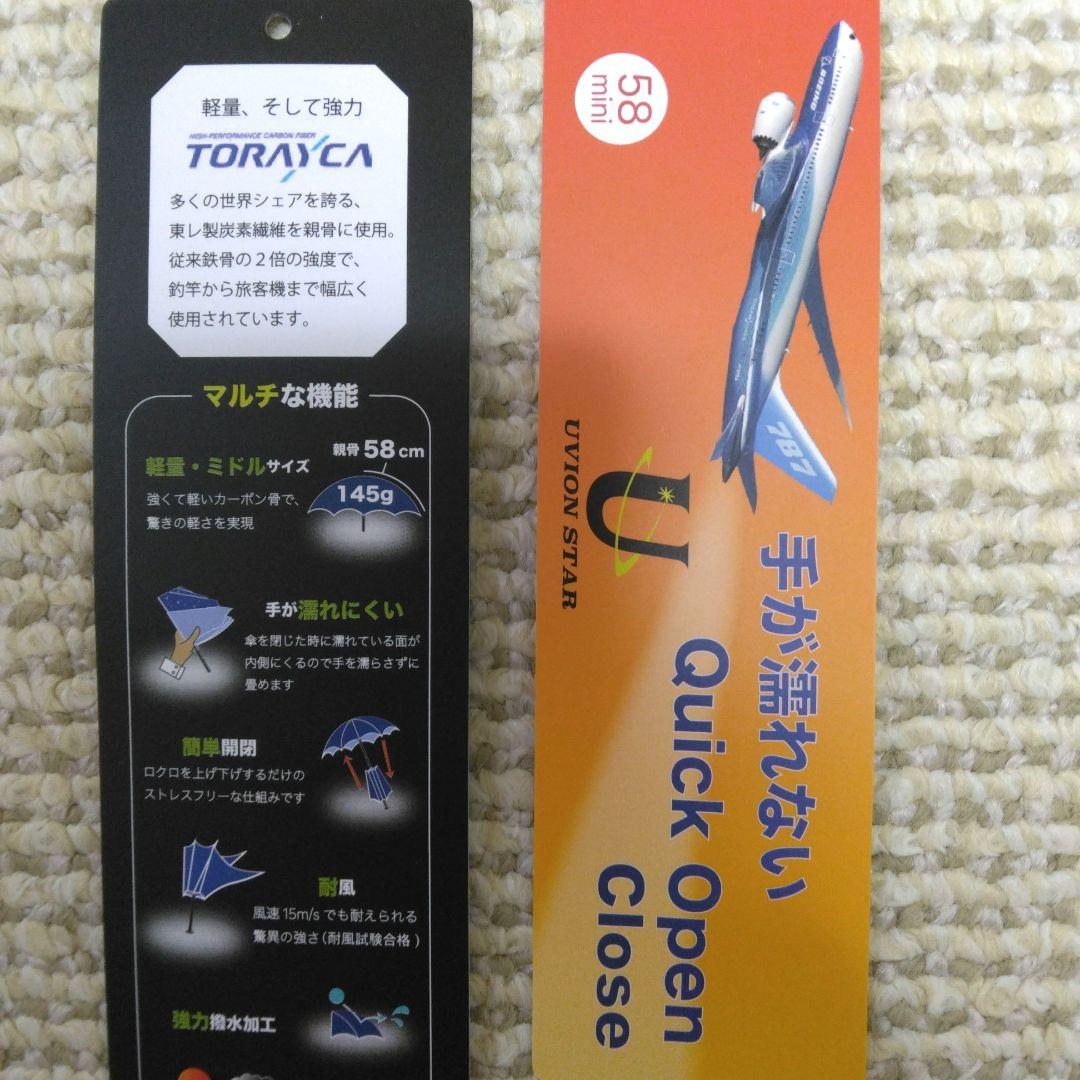 軽量、そして強力
HIGH-PERFORMANCE CARBON FIBER
TORAYCA
多くの世界シェアを誇る、
東レ製炭素繊維を親骨に使用。
従来鉄骨の2倍の強度で、
釣竿から旅客機まで幅広く
使用されています。
マルチな機能
軽量・ミドルサイズ
親骨58cm
145g
強くて軽いカーボン骨で、
驚きの軽さを実現
手が濡れにくい
傘を閉じた時に濡れている面が
内側にくるので手を濡らさずに
畳めます
簡単開閉
ロクロを上げ下げするだけの
ストレスフリーな仕組みです
耐風
風速15m/sでも耐えられる
驚異の強さ(耐風試験合格)
強力撥水加工
58
mini
BOEING
787
U
UVION STAR
手が濡れない
Quick Open
Close